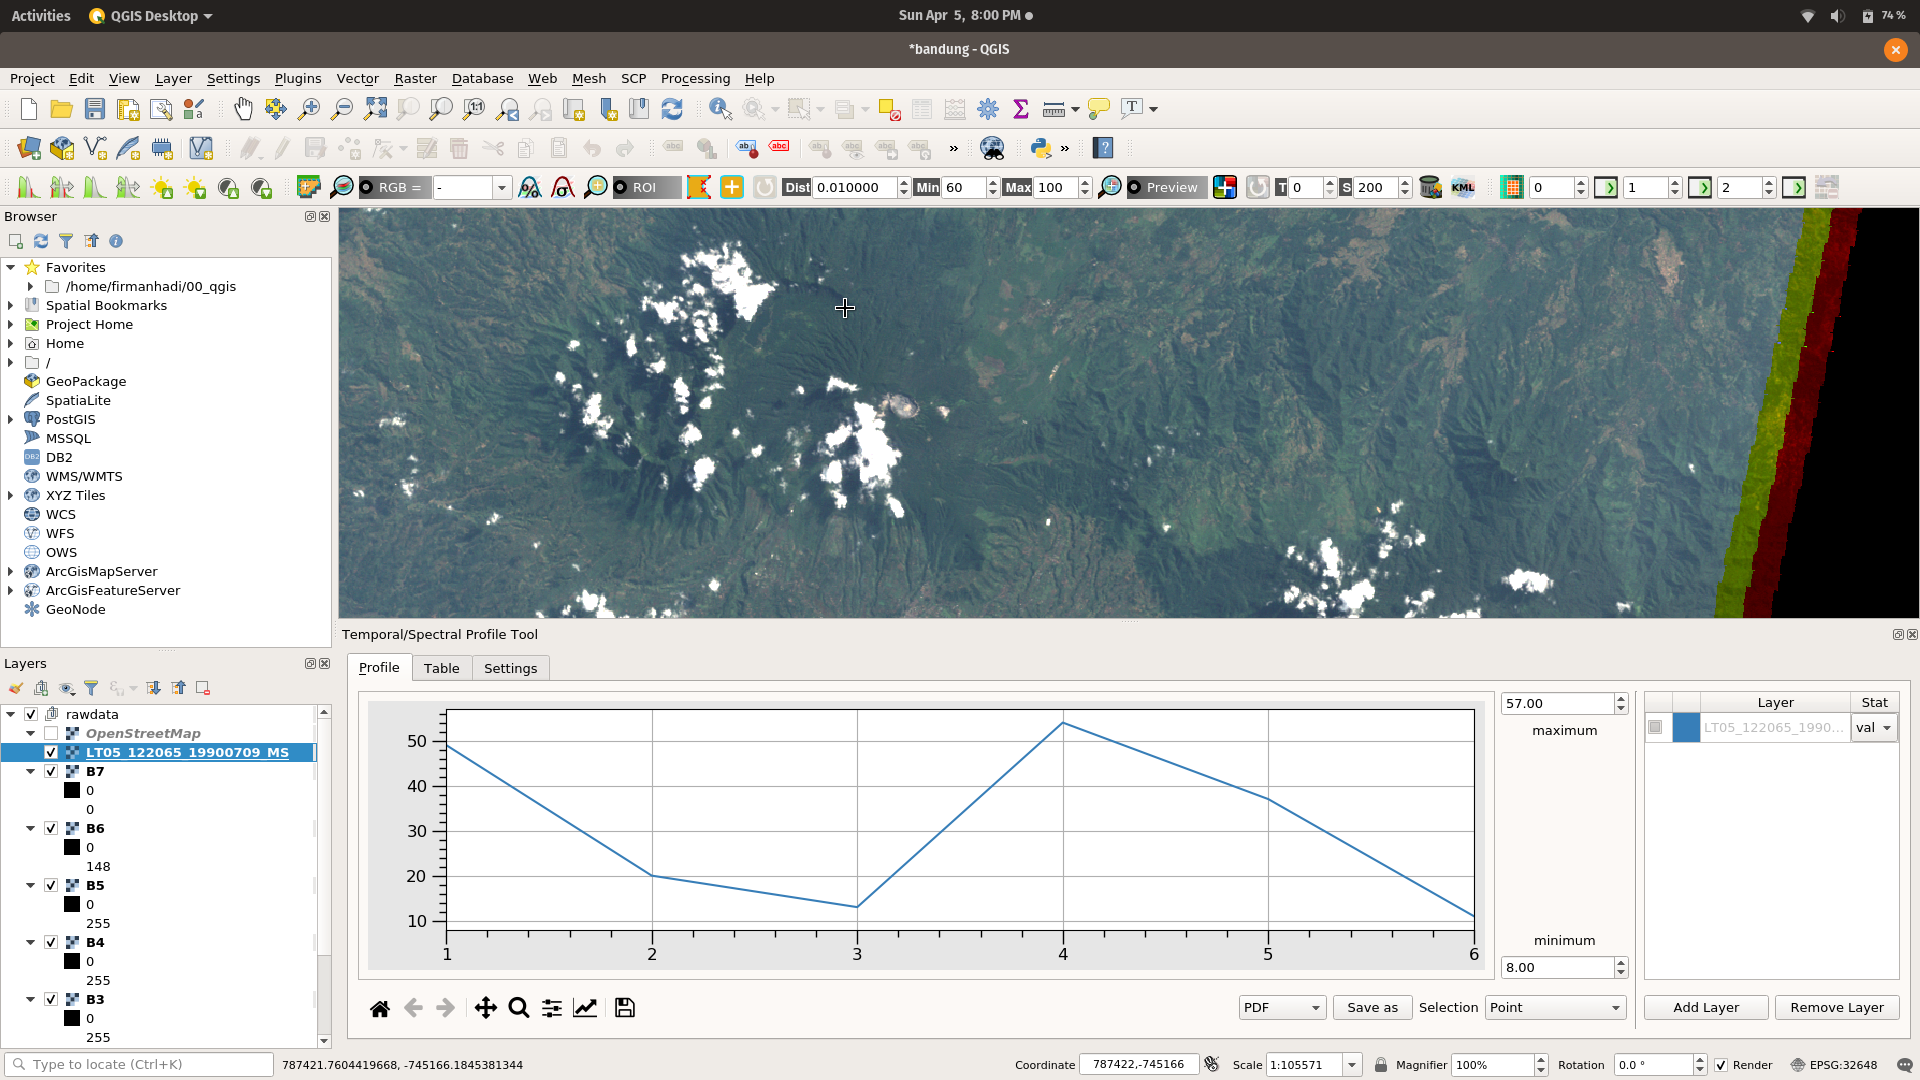 Activities QGIS Desktop Sun Apr 5, 8:00 PM 74 %
*bandung - QGIS
Project Edit View Layer Settings Plugins Vector Raster Database Web Mesh SCP Processing Help
RGB = - ROI Dist 0.010000 Min 60 Max 100 Preview T 0 S 200 KML 0 1 2
Browser
Favorites
/home/firmanhadi/00_qgis
Spatial Bookmarks
Project Home
Home
/
GeoPackage
SpatiaLite
PostGIS
MSSQL
DB2
WMS/WMTS
XYZ Tiles
WCS
WFS
OWS
ArcGisMapServer
ArcGisFeatureServer
GeoNode
Layers
rawdata
OpenStreetMap
LT05_122065_19900709_MS
B7
0
0
B6
0
148
B5
0
255
B4
0
255
B3
0
255
Temporal/Spectral Profile Tool
Profile Table Settings
50
40
30
20
10
1 2 3 4 5 6
57.00
maximum
minimum
8.00
Layer Stat
LT05_122065_1990... val
PDF Save as Selection Point Add Layer Remove Layer
Type to locate (Ctrl+K) 787421.7604419668, -745166.1845381344 Coordinate 787422,-745166 Scale 1:105571 Magnifier 100% Rotation 0.0 ° Render EPSG:32648